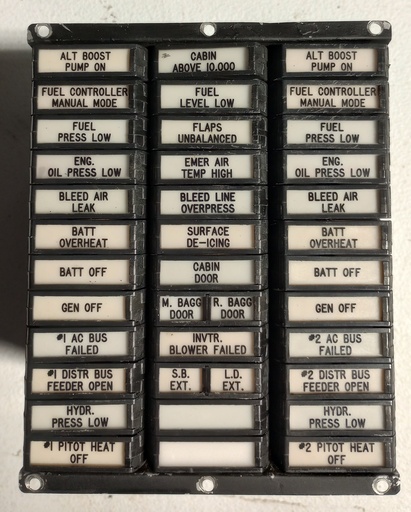 ALT BOOST
PUMP ON
CABIN
ABOVE 10,000
ALT BOOST
PUMP ON
FUEL CONTROLLER
MANUAL MODE
FUEL
LEVEL LOW
FUEL CONTROLLER
MANUAL MODE
FUEL
PRESS LOW
FLAPS
UNBALANCED
FUEL
PRESS LOW
ENG.
OIL PRESS LOW
EMER AIR
TEMP HIGH
ENG.
OIL PRESS LOW
BLEED AIR
LEAK
BLEED LINE
OVERPRESS
BLEED AIR
LEAK
BATT
OVERHEAT
SURFACE
DE-ICING
BATT
OVERHEAT
BATT OFF
CABIN
DOOR
BATT OFF
GEN OFF
M. BAGG
DOOR
R. BAGG
DOOR
GEN OFF
#1 AC BUS
FAILED
INVTR.
BLOWER FAILED
#2 AC BUS
FAILED
#1 DISTR BUS
FEEDER OPEN
S.B.
EXT.
L.D.
EXT.
#2 DISTR BUS
FEEDER OPEN
HYDR.
PRESS LOW
HYDR.
PRESS LOW
#1 PITOT HEAT
OFF
#2 PITOT HEAT
OFF